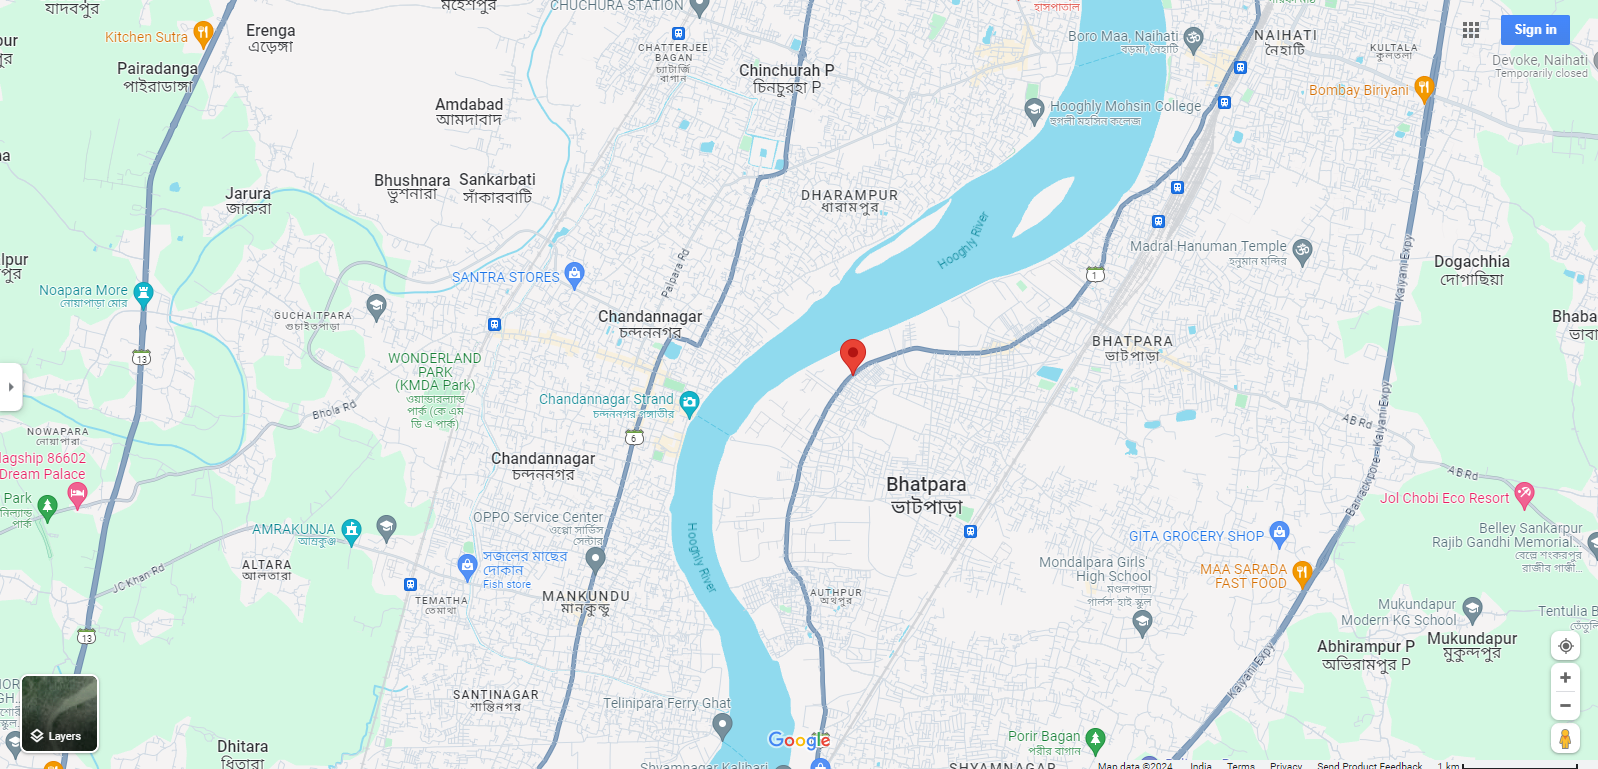 যাদবপুর
Kitchen Sutra
Erenga
এড়েঙ্গা
মহেশপুর
CHUCHURA STATION
হাসপাতাল
Boro Maa, Naihati
বড়মা, নৈহাটি
NAIHATI
নৈহাটি
KULTALA
কুলতলা
Sign in
Devoke, Naihati
Temporarily closed
Pairadanga
পাইরাডাঙ্গা
CHATTERJEE
BAGAN
চ্যাটার্জি
বাগান
Chinchurah P
চিনচুরহা P
Bombay Biriyani
Amdabad
আমদাবাদ
Hooghly Mohsin College
হুগলী মহসিন কলেজ
Jarura
জারুরা
Bhushnara
ভুশনারা
Sankarbati
সাঁকারবাটি
DHARAMPUR
ধারামপুর
Hooghly River
Madral Hanuman Temple
হনুমান মন্দির
Kalyani Expy
Dogachhia
দোগাছিয়া
Palpara Rd
SANTRA STORES
Noapara More
নোয়াপাড়া মোর
GUCHAITPARA
গুচাইতপাড়া
Chandannagar
চন্দননগর
1
BHATPARA
ভাটপাড়া
13
WONDERLAND
PARK
(KMDA Park)
ওয়ান্ডারল্যান্ড
পার্ক (কে এম
ডি এ পার্ক)
Chandannagar Strand
চন্দননগর গঙ্গাতীর
Bhola Rd
NOWAPARA
নোয়াপারা
6
AB Rd
Chandannagar
চন্দননগর
lagship 86602
Dream Palace
Park
পার্ক
Bhatpara
ভাটপাড়া
AB Rd
Barrackpore - Kalyani Expy
Jol Chobi Eco Resort
AMRAKUNJA
আম্রকুঞ্জ
OPPO Service Center
ওপ্পো সার্ভিস
সেন্টার
Hooghly River
GITA GROCERY SHOP
Belley Sankarpur
Rajib Gandhi Memorial...
বেল্লে শংকরপুর
রাজীব গান্ধী...
ALTARA
আলতারা
JC Khan Rd
সজলের মাছের
দোকান
Fish store
Mondalpara Girls'
High School
মণ্ডলপাড়া
গার্লস হাই স্কুল
MAA SARADA
FAST FOOD
TEMATHA
তেমাথা
MANKUNDU
মানকুন্ডু
AUTHPUR
অথপুর
Mukundapur
Modern KG School
Tentulia B
13
Abhirampur P
অভিরামপুর P
Mukundapur
মুকুন্দপুর
Kalyani Expy
SANTINAGAR
শান্তিনগর
Telinipara Ferry Ghat
Layers
Dhitara
ধিতারা
Google
Porir Bagan
পরীর বাগান
Shyamnagar Kalibari
SHYAMNAGAR
Map data ©2024
India
Terms
Privacy
Send Product Feedback
1 km